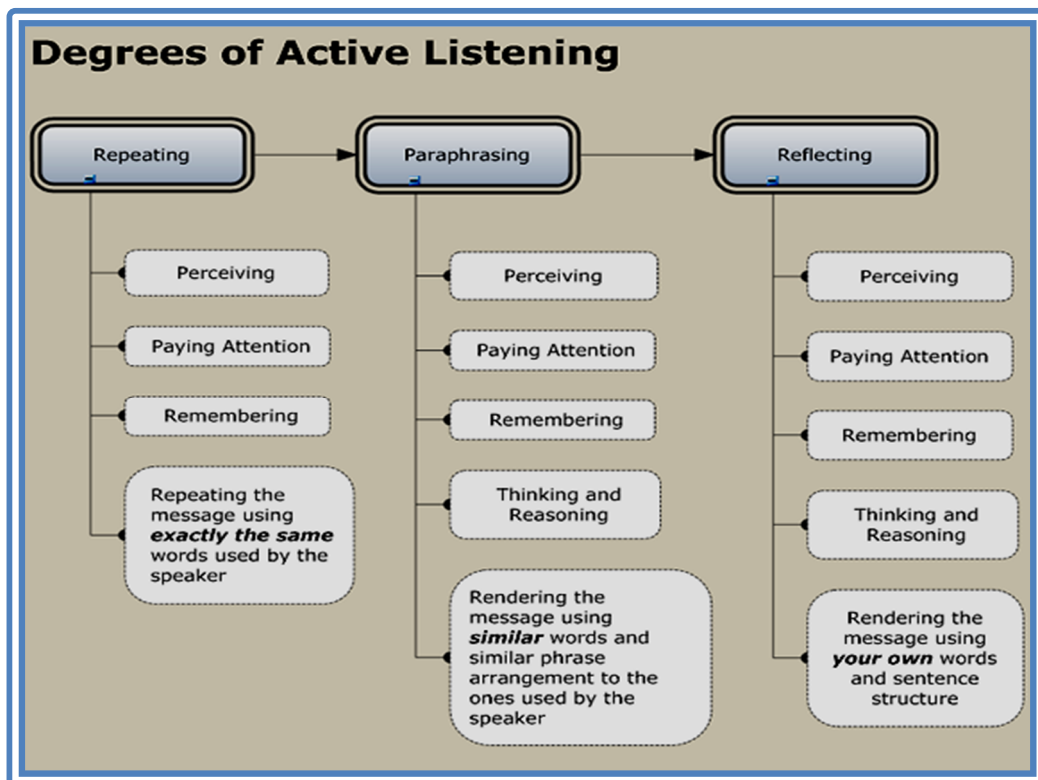 Degrees of Active Listening
Repeating
Perceiving
Paying Attention
Remembering
Repeating the
message using
exactly the same
words used by the
speaker
Paraphrasing
Perceiving
Paying Attention
Remembering
Thinking and
Reasoning
Rendering the
message using
similar words and
similar phrase
arrangement to the
ones used by the
speaker
Reflecting
Perceiving
Paying Attention
Remembering
Thinking and
Reasoning
Rendering the
message using
your own words
and sentence
structure